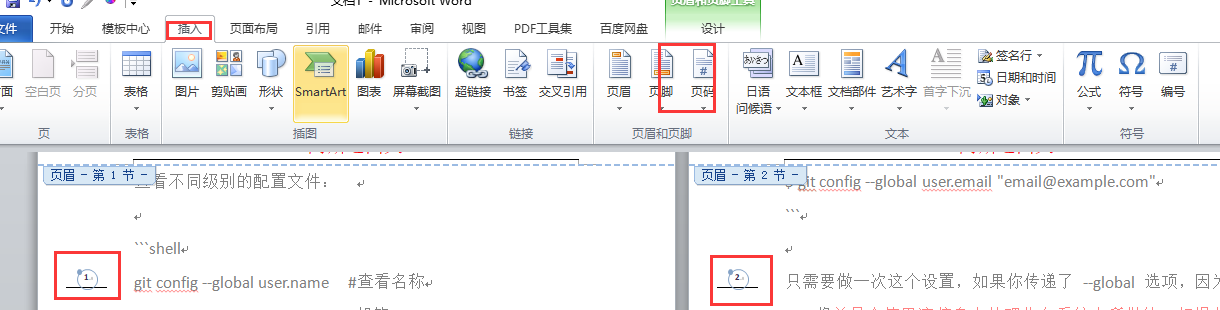 文档1 - Microsoft Word
页眉和页脚工具
文件 开始 模板中心 插入 页面布局 引用 邮件 审阅 视图 PDF工具集 百度网盘 设计
空白页 分页 表格 图片 剪贴画 形状 SmartArt 图表 屏幕截图 超链接 书签 交叉引用 页眉 页脚 页码 日语候语 文本框 文档部件 艺术字 首字下沉 签名行 日期和时间 对象 公式 符号 编号
页 表格 插图 链接 页眉和页脚 文本 符号
页眉 - 第 1 节 -
看不同级别的配置文件：
```shell
1
git config --global user.name #查看名称
页眉 - 第 2 节 -
git config --global user.email "email@example.com"
```
2
只需要做一次这个设置，如果你传递了 --global 选项，因为